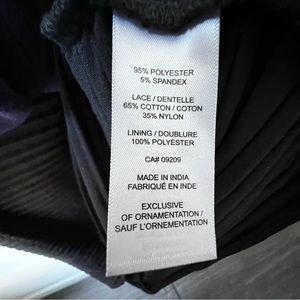 95% POLYESTER
5% SPANDEX
LACE / DENTELLE
65% COTTON / COTON
35% NYLON
LINING / DOUBLURE
100% POLYESTER
CA# 09209
MADE IN INDIA
FABRIQUÉ EN INDE
EXCLUSIVE
OF ORNAMENTATION /
SAUF L'ORNEMENTATION